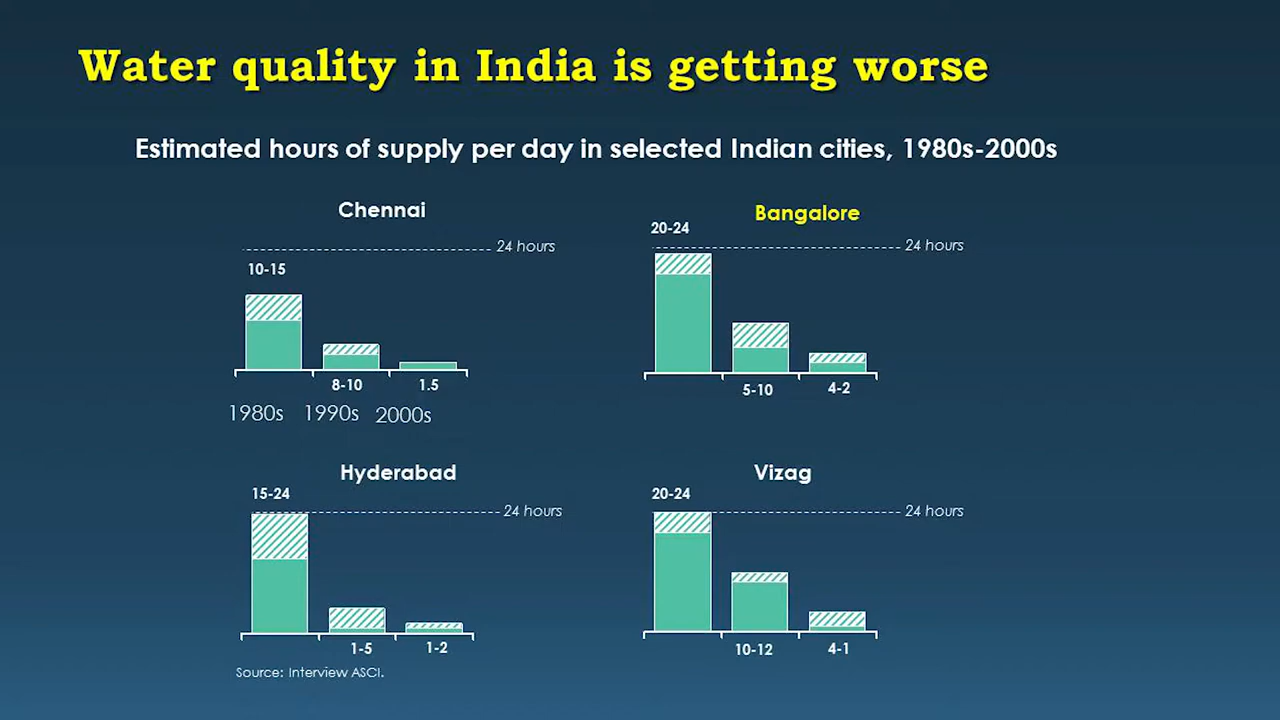 Water quality in India is getting worse
Estimated hours of supply per day in selected Indian cities, 1980s-2000s
Chennai
24 hours
10-15
8-10
1.5
1980s
1990s
2000s
Bangalore
20-24
24 hours
5-10
4-2
Hyderabad
15-24
24 hours
1-5
1-2
Vizag
20-24
24 hours
10-12
4-1
Source: Interview ASCI.